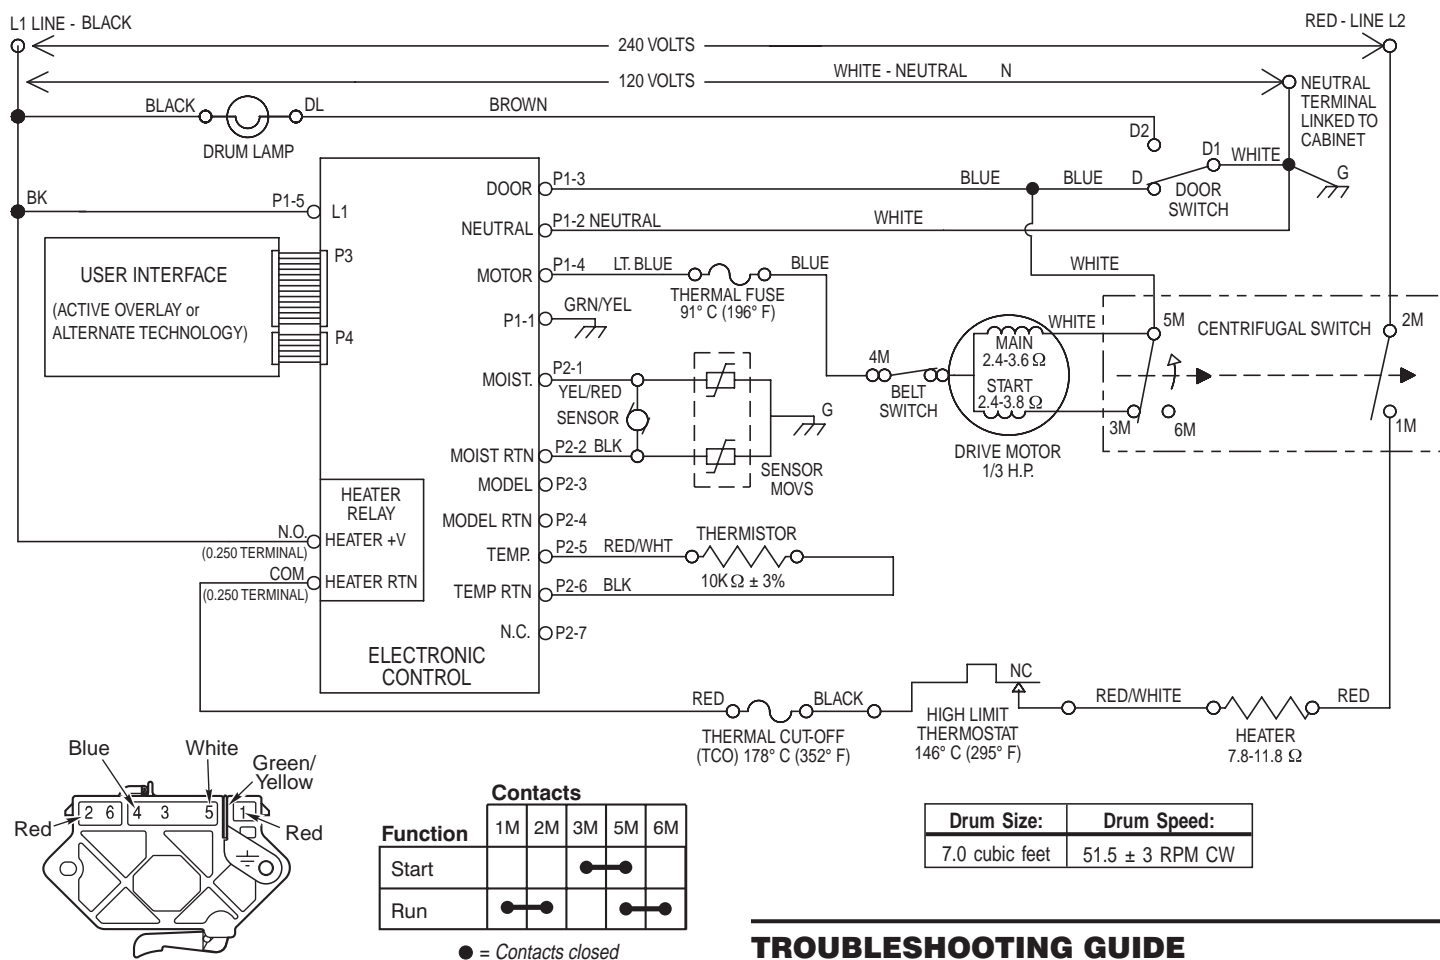 L1 LINE - BLACK
RED - LINE L2
240 VOLTS
120 VOLTS
WHITE - NEUTRAL N
NEUTRAL
TERMINAL
LINKED TO
CABINET
BLACK
DL
BROWN
DRUM LAMP
D2
D1
WHITE
G
DOOR
P1-3
BLUE
BLUE
D
DOOR
SWITCH
BK
P1-5
L1
NEUTRAL
P1-2 NEUTRAL
WHITE
USER INTERFACE
(ACTIVE OVERLAY or
ALTERNATE TECHNOLOGY)
P3
P4
MOTOR
P1-4
LT. BLUE
BLUE
THERMAL FUSE
91° C (196° F)
WHITE
P1-1
GRN/YEL
WHITE
5M
CENTRIFUGAL SWITCH
2M
MAIN
2.4-3.6 Ω
START
2.4-3.8 Ω
4M
BELT
SWITCH
3M
6M
1M
DRIVE MOTOR
1/3 H.P.
MOIST.
P2-1
YEL/RED
SENSOR
G
MOIST RTN
P2-2 BLK
SENSOR
MOVS
MODEL
P2-3
HEATER
RELAY
MODEL RTN
P2-4
N.O.
(0.250 TERMINAL)
HEATER +V
TEMP.
P2-5
RED/WHT
THERMISTOR
10K Ω ± 3%
COM
(0.250 TERMINAL)
HEATER RTN
TEMP RTN
P2-6
BLK
N.C.
P2-7
ELECTRONIC
CONTROL
RED
BLACK
THERMAL CUT-OFF
(TCO) 178° C (352° F)
NC
HIGH LIMIT
THERMOSTAT
146° C (295° F)
RED/WHITE
HEATER
7.8-11.8 Ω
RED
Blue
White
Green/
Yellow
Red
2 6 4 3 5 1
Red
Contacts
Function 1M 2M 3M 5M 6M
Start
Run
= Contacts closed
Drum Size: Drum Speed:
7.0 cubic feet 51.5 ± 3 RPM CW
TROUBLESHOOTING GUIDE